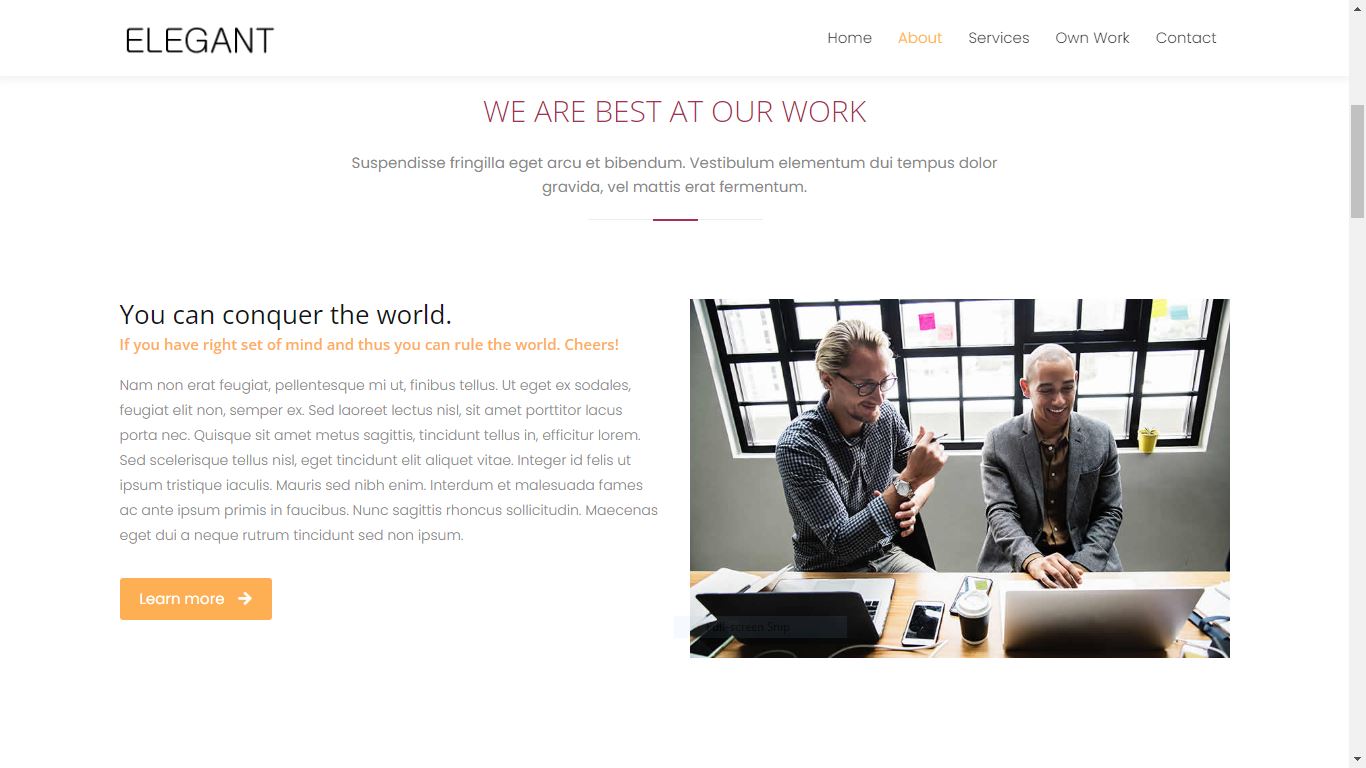 ELEGANT
Home About Services Own Work Contact
WE ARE BEST AT OUR WORK
Suspendisse fringilla eget arcu et bibendum. Vestibulum elementum dui tempus dolor
gravida, vel mattis erat fermentum.
You can conquer the world.
If you have right set of mind and thus you can rule the world. Cheers!
Nam non erat feugiat, pellentesque mi ut, finibus tellus. Ut eget ex sodales,
feugiat elit non, semper ex. Sed laoreet lectus nisl, sit amet porttitor lacus
porta nec. Quisque sit amet metus sagittis, tincidunt tellus in, efficitur lorem.
Sed scelerisque tellus nisl, eget tincidunt elit aliquet vitae. Integer id felis ut
ipsum tristique iaculis. Mauris sed nibh enim. Interdum et malesuada fames
ac ante ipsum primis in faucibus. Nunc sagittis rhoncus sollicitudin. Maecenas
eget dui a neque rutrum tincidunt sed non ipsum.
Learn more
Full-screen Snip